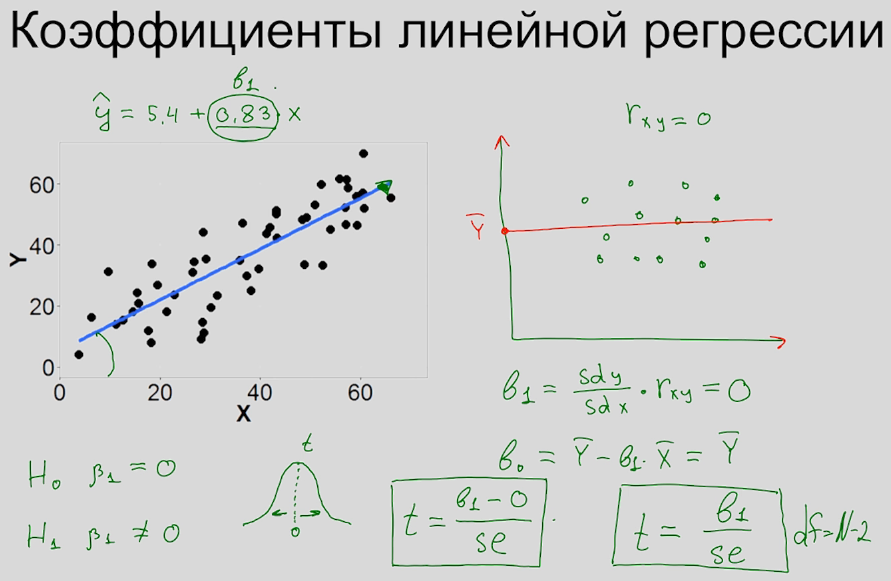 Коэффициенты линейной регрессии
b₁
ŷ = 5,4 + 0,83 · x
r_xy = 0
Y
60
40
20
0
0 20 40 60
X
Ȳ
b₁ = sdy / sdx · r_xy = 0
b₀ = Ȳ − b₁ · X̄ = Ȳ
H₀ β₁ = 0
H₁ β₁ ≠ 0
t
0
t = (b₁ − 0) / se
t = b₁ / se
df = N−2